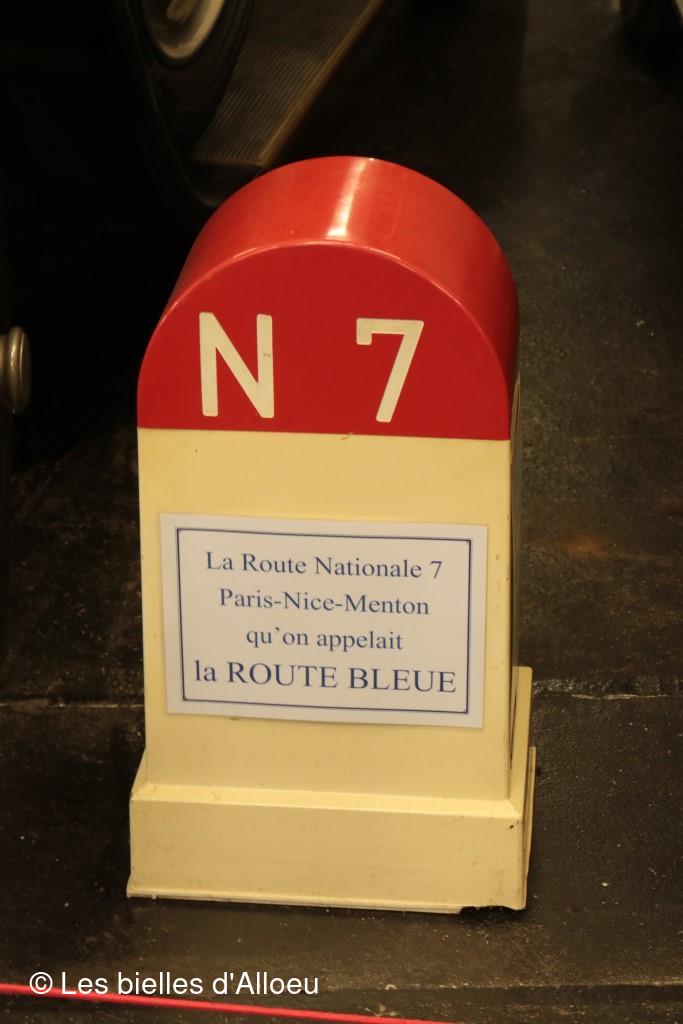 N 7
La Route Nationale 7
Paris-Nice-Menton
qu'on appelait
la ROUTE BLEUE
© Les bielles d'Alloeu